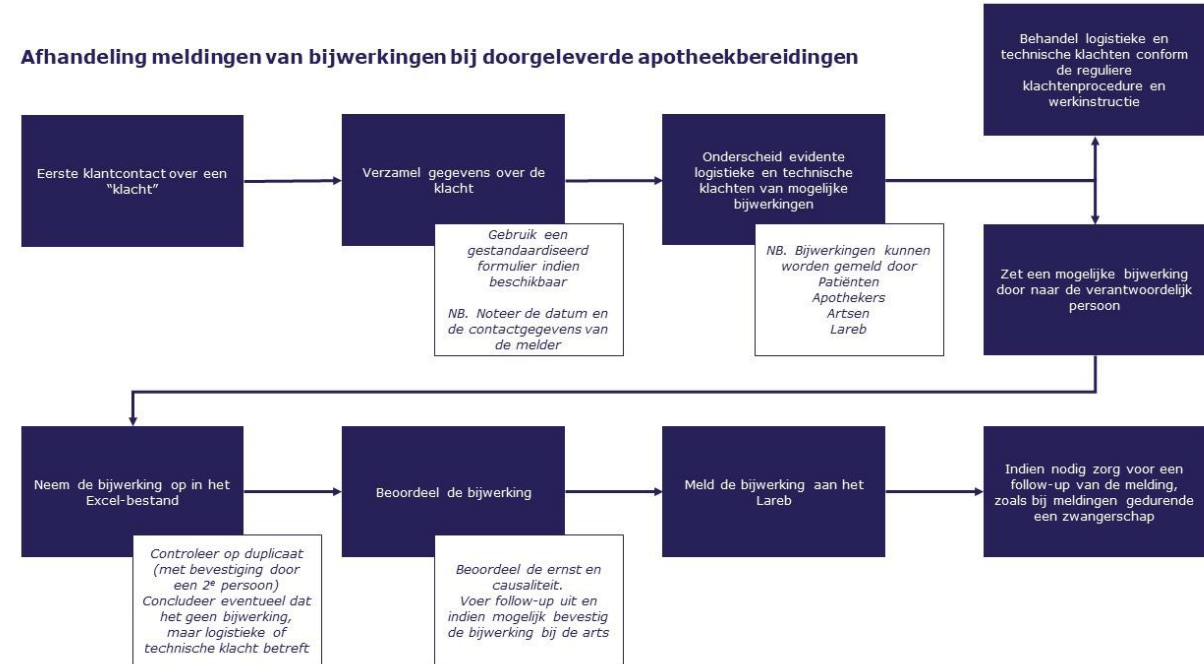 Afhandeling meldingen van bijwerkingen bij doorgeleverde apotheekbereidingen
Eerste klantcontact over een
“klacht”
Verzamel gegevens over de
klacht
Gebruik een
gestandaardiseerd
formulier indien
beschikbaar
NB. Noteer de datum en
de contactgegevens van
de melder
Onderscheid evidente
logistieke en technische
klachten van mogelijke
bijwerkingen
NB. Bijwerkingen kunnen
worden gemeld door
Patiënten
Apothekers
Artsen
Lareb
Behandel logistieke en
technische klachten conform
de reguliere
klachtenprocedure en
werkinstructie
Zet een mogelijke bijwerking
door naar de verantwoordelijk
persoon
Neem de bijwerking op in het
Excel-bestand
Controleer op duplicaat
(met bevestiging door
een 2e persoon)
Concludeer eventueel dat
het geen bijwerking,
maar logistieke of
technische klacht betreft
Beoordeel de bijwerking
Beoordeel de ernst en
causaliteit.
Voer follow-up uit en
indien mogelijk bevestig
de bijwerking bij de arts
Meld de bijwerking aan het
Lareb
Indien nodig zorg voor een
follow-up van de melding,
zoals bij meldingen gedurende
een zwangerschap